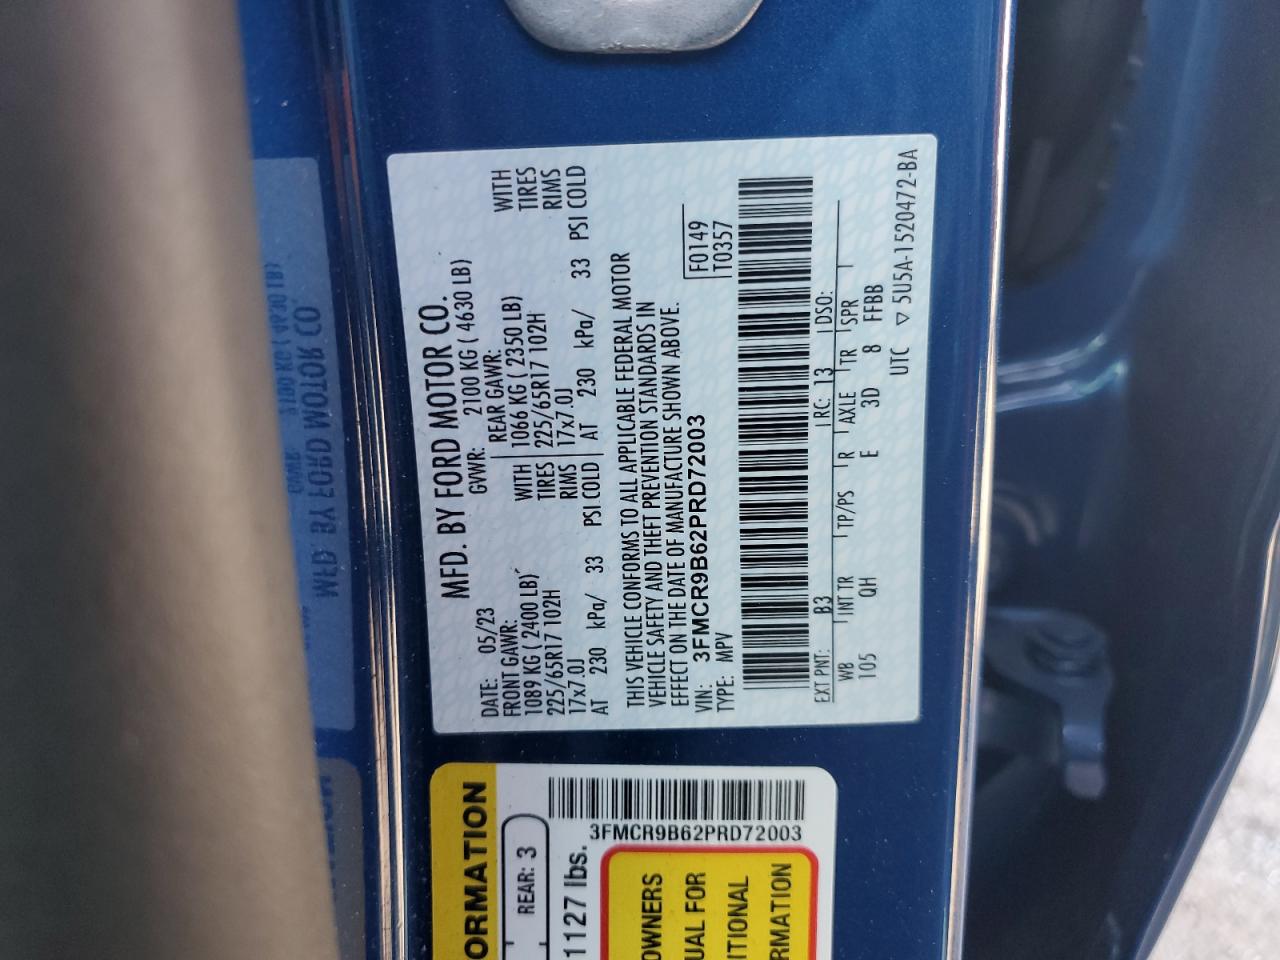 MFD. BY FORD MOTOR CO.
DATE: 05/23 GVWR: 2100 KG ( 4630 LB)
FRONT GAWR: REAR GAWR:
1089 KG ( 2400 LB) WITH 1066 KG ( 2350 LB) WITH
225/65R17 102H TIRES 225/65R17 102H TIRES
17x7.0J RIMS 17x7.0J RIMS
AT 230 kPa/ 33 PSI COLD AT 230 kPa/ 33 PSI COLD
THIS VEHICLE CONFORMS TO ALL APPLICABLE FEDERAL MOTOR
VEHICLE SAFETY AND THEFT PREVENTION STANDARDS IN
EFFECT ON THE DATE OF MANUFACTURE SHOWN ABOVE.
VIN: 3FMCR9B62PRD72003 F0149
TYPE: MPV T0357
EXT PNT: B3 RC: 13 DSO:
WB INT TR TP/PS R AXLE TR SPR
105 QH E 3D 8 FFBB
UTC ▽ 5U5A-1520472-BA
ORMATION
REAR: 3
1127 lbs.
3FMCR9B62PRD72003
OWNERS
UAL FOR
ITIONAL
RMATION